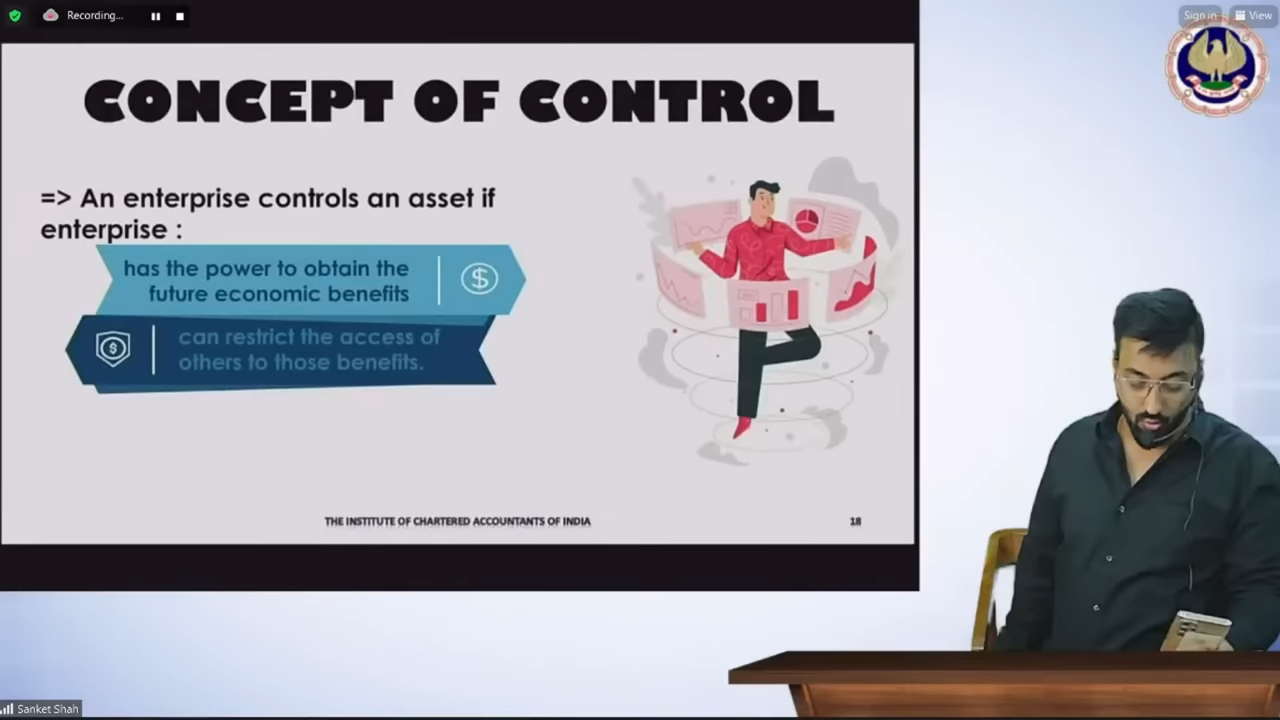 Recording...
Sign in
View
CONCEPT OF CONTROL
=> An enterprise controls an asset if
enterprise :
has the power to obtain the
future economic benefits
$
$
can restrict the access of
others to those benefits.
THE INSTITUTE OF CHARTERED ACCOUNTANTS OF INDIA
18
Sanket Shah